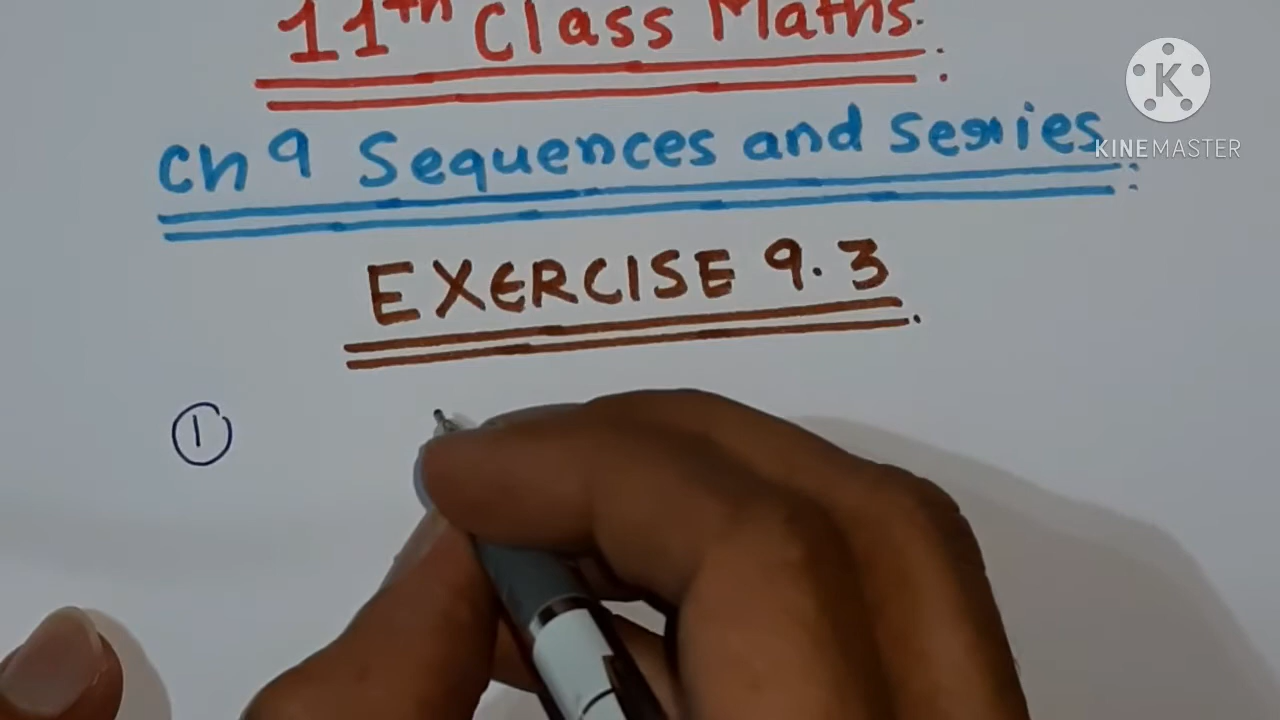 11th Class Maths.
Ch 9 Sequences and Series
EXERCISE 9.3
1
K
KINEMASTER